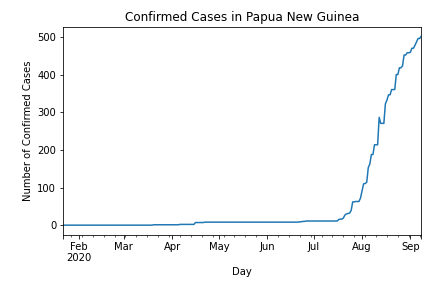 Confirmed Cases in Papua New Guinea
Number of Confirmed Cases
500
400
300
200
100
0
Feb Mar Apr May Jun Jul Aug Sep
2020
Day